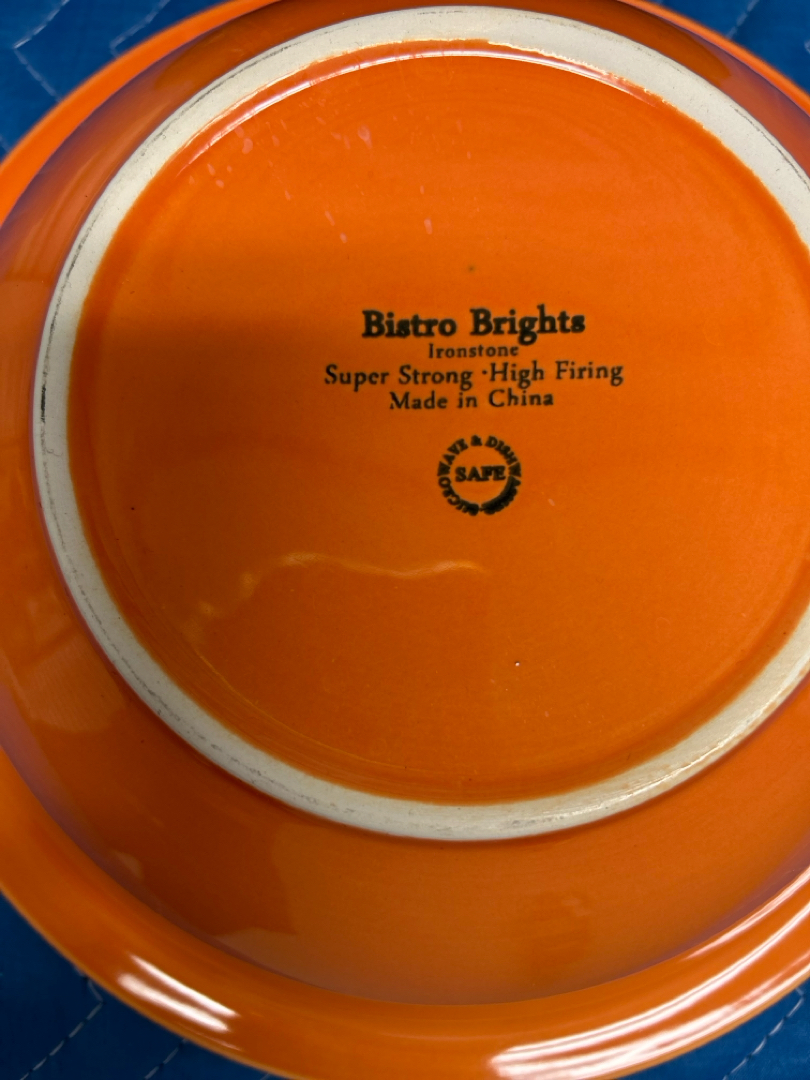 Bistro Brights
Ironstone
Super Strong · High Firing
Made in China
MICROWAVE & DISHWASHER
SAFE